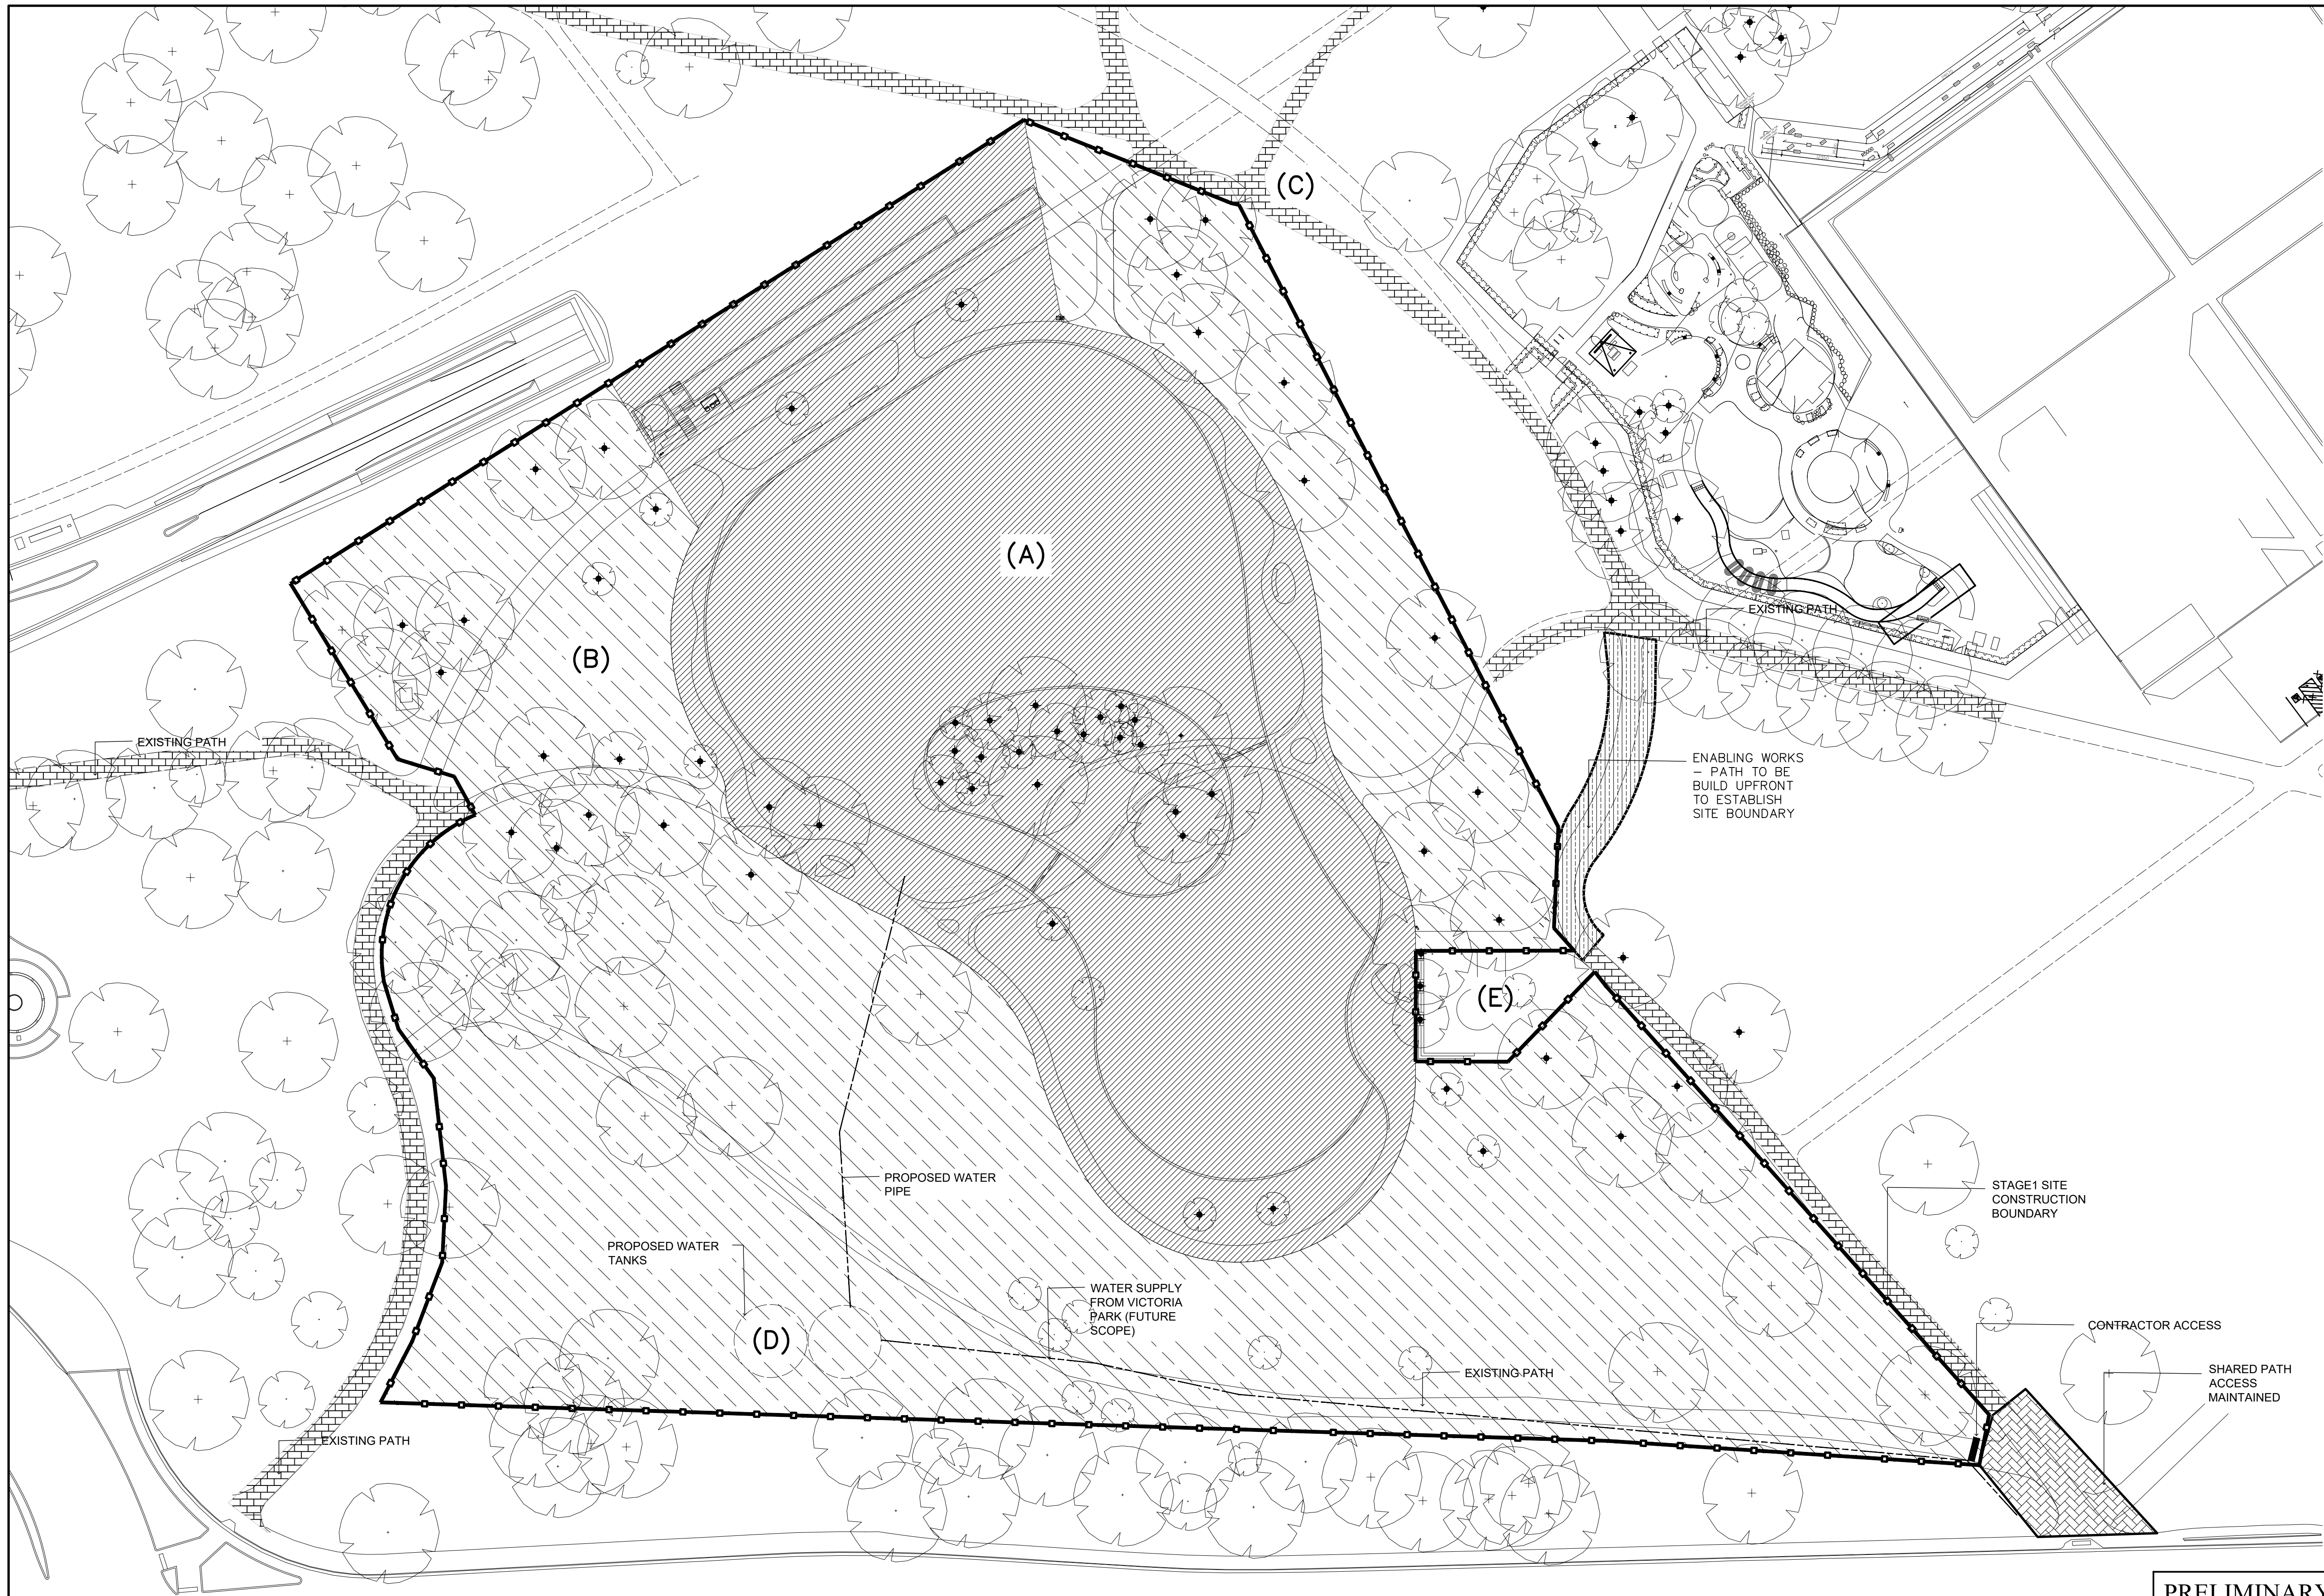 (C)
(A)
EXISTING PATH
(B)
EXISTING PATH
ENABLING WORKS
– PATH TO BE
BUILD UPFRONT
TO ESTABLISH
SITE BOUNDARY
(E)
PROPOSED WATER
PIPE
STAGE1 SITE
CONSTRUCTION
BOUNDARY
PROPOSED WATER
TANKS
WATER SUPPLY
FROM VICTORIA
PARK (FUTURE
SCOPE)
(D)
CONTRACTOR ACCESS
EXISTING PATH
SHARED PATH
ACCESS
MAINTAINED
EXISTING PATH
PRELIMINARY